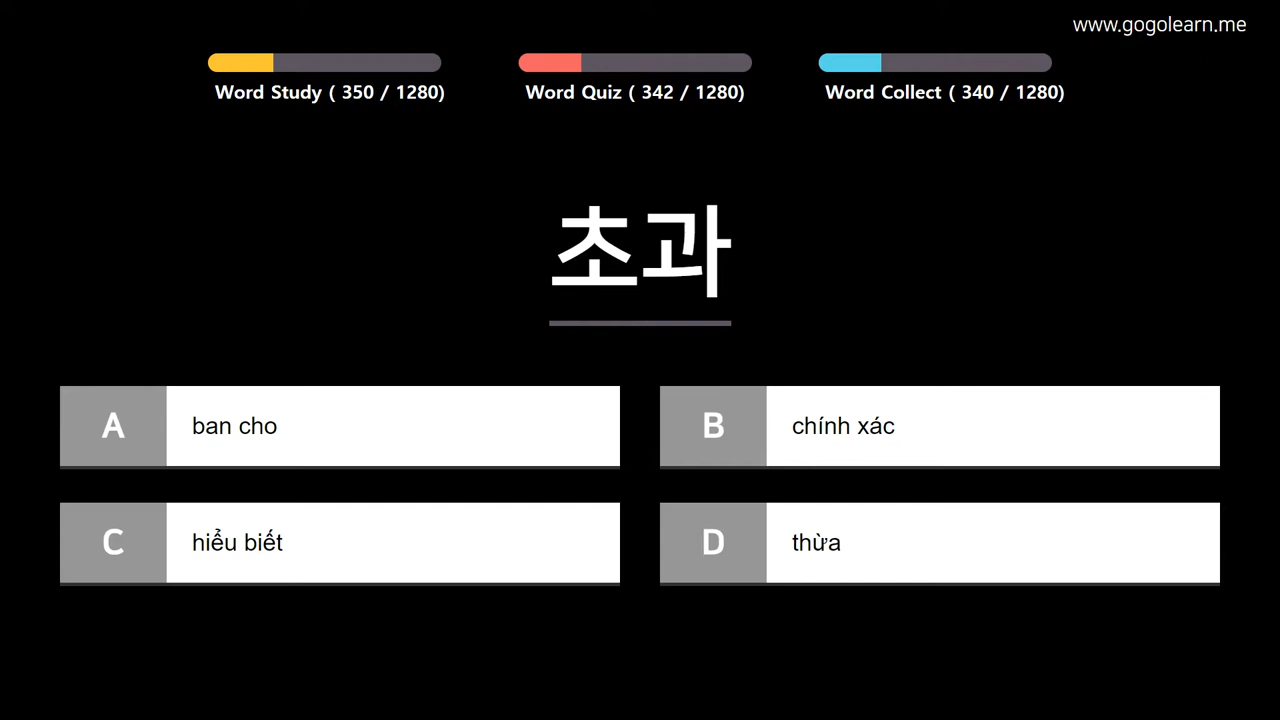 www.gogolearn.me
Word Study ( 350 / 1280)
Word Quiz ( 342 / 1280)
Word Collect ( 340 / 1280)
초과
A
ban cho
B
chính xác
C
hiểu biết
D
thừa